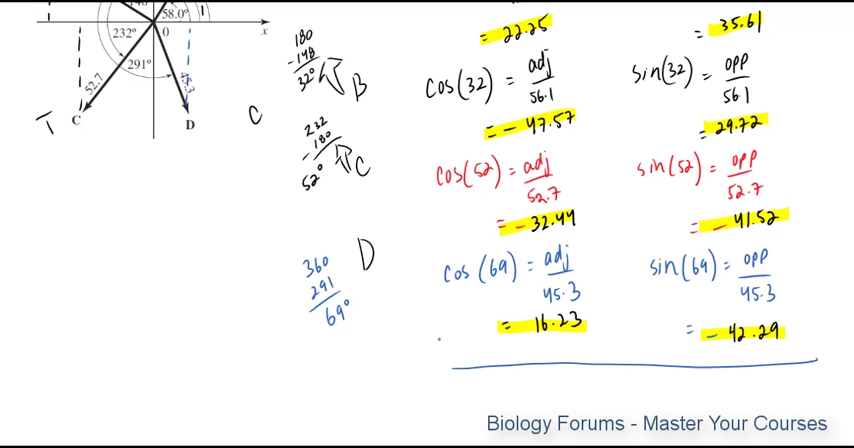 148
58.0°
1
232°
0
x
291°
52.7
45.3
T
C
D
180
-148
32°
B
C
232
- 180
52°
C
360
291
69°
D
= 22.25
= 35.61
cos(32) = adj
56.1
sin(32) = opp
56.1
= - 47.57
= 29.72
cos(52) = adj
52.7
sin(52) = opp
52.7
= - 32.44
= - 41.52
cos(69) = adj
45.3
sin(69) = opp
45.3
= 16.23
= - 42.29
Biology Forums - Master Your Courses